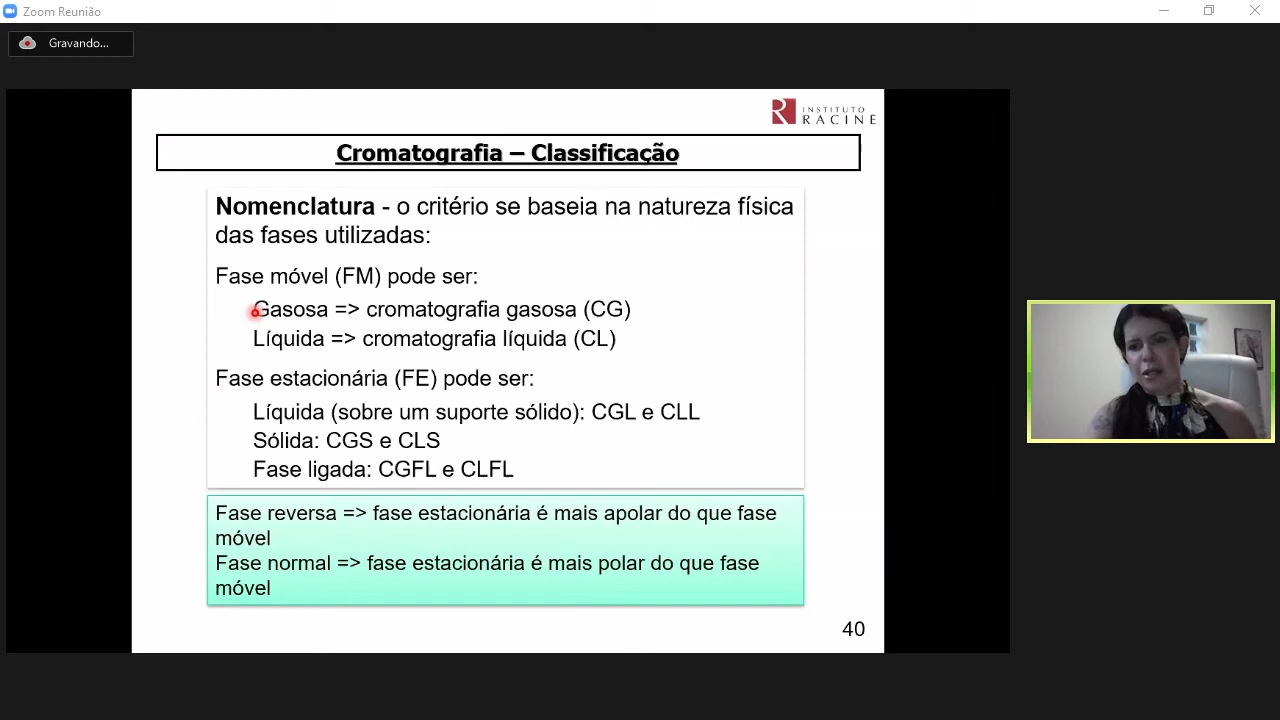 Zoom Reunião
Gravando...
INSTITUTO
RACINE
Cromatografia – Classificação
Nomenclatura - o critério se baseia na natureza física
das fases utilizadas:
Fase móvel (FM) pode ser:
Gasosa => cromatografia gasosa (CG)
Líquida => cromatografia líquida (CL)
Fase estacionária (FE) pode ser:
Líquida (sobre um suporte sólido): CGL e CLL
Sólida: CGS e CLS
Fase ligada: CGFL e CLFL
Fase reversa => fase estacionária é mais apolar do que fase
móvel
Fase normal => fase estacionária é mais polar do que fase
móvel
40